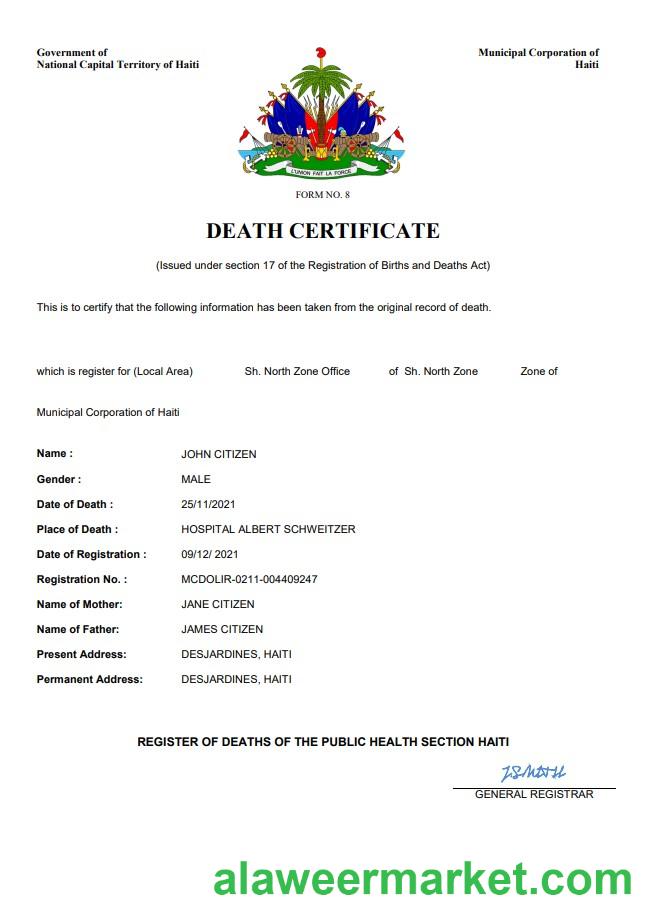 Government of
National Capital Territory of Haiti
Municipal Corporation of
Haiti
L'UNION FAIT LA FORCE
FORM NO. 8
DEATH CERTIFICATE
(Issued under section 17 of the Registration of Births and Deaths Act)
This is to certify that the following information has been taken from the original record of death.
which is register for (Local Area) Sh. North Zone Office of Sh. North Zone Zone of
Municipal Corporation of Haiti
Name : JOHN CITIZEN
Gender : MALE
Date of Death : 25/11/2021
Place of Death : HOSPITAL ALBERT SCHWEITZER
Date of Registration : 09/12/ 2021
Registration No. : MCDOLIR-0211-004409247
Name of Mother: JANE CITIZEN
Name of Father: JAMES CITIZEN
Present Address: DESJARDINES, HAITI
Permanent Address: DESJARDINES, HAITI
REGISTER OF DEATHS OF THE PUBLIC HEALTH SECTION HAITI
GENERAL REGISTRAR
alaweermarket.com